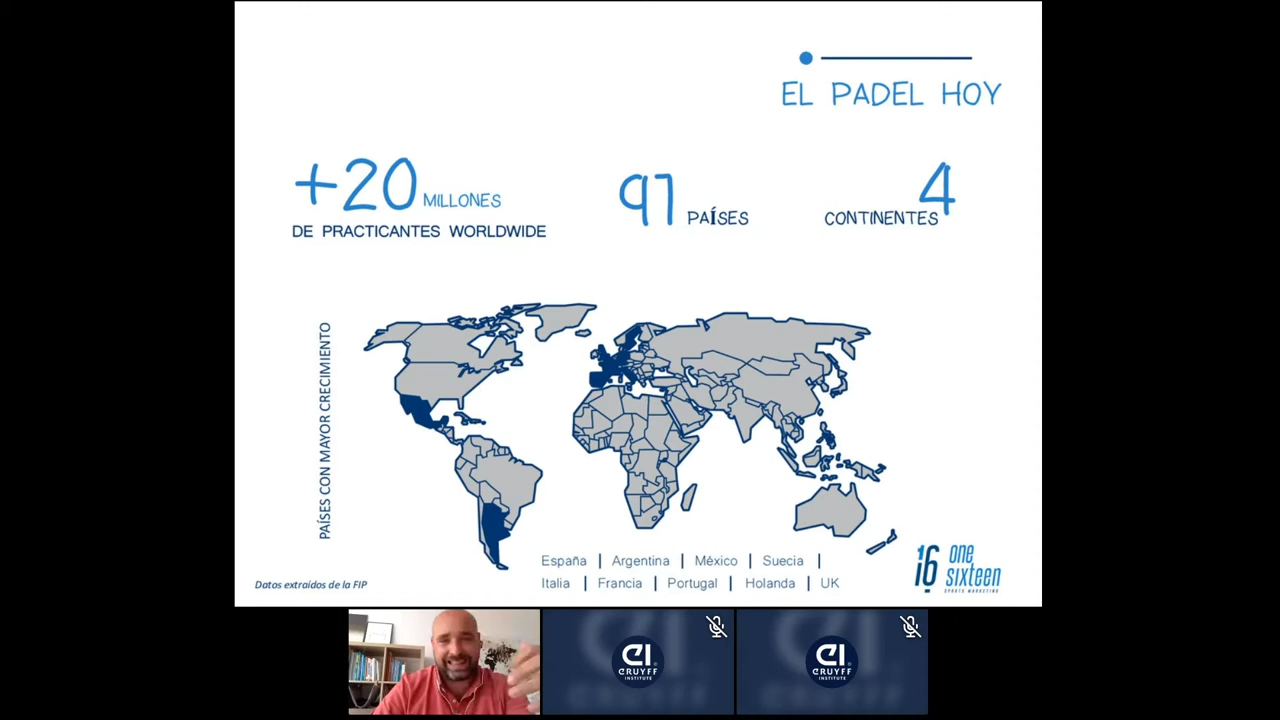 EL PADEL HOY
+20 MILLONES
DE PRACTICANTES WORLDWIDE
97 PAÍSES
4 CONTINENTES
PAÍSES CON MAYOR CRECIMIENTO
España | Argentina | México | Suecia |
Italia | Francia | Portugal | Holanda | UK
Datos extraídos de la FIP
16 one sixteen
SPORTS MARKETING
CRUYFF
INSTITUTE
CRUYFF
INSTITUTE